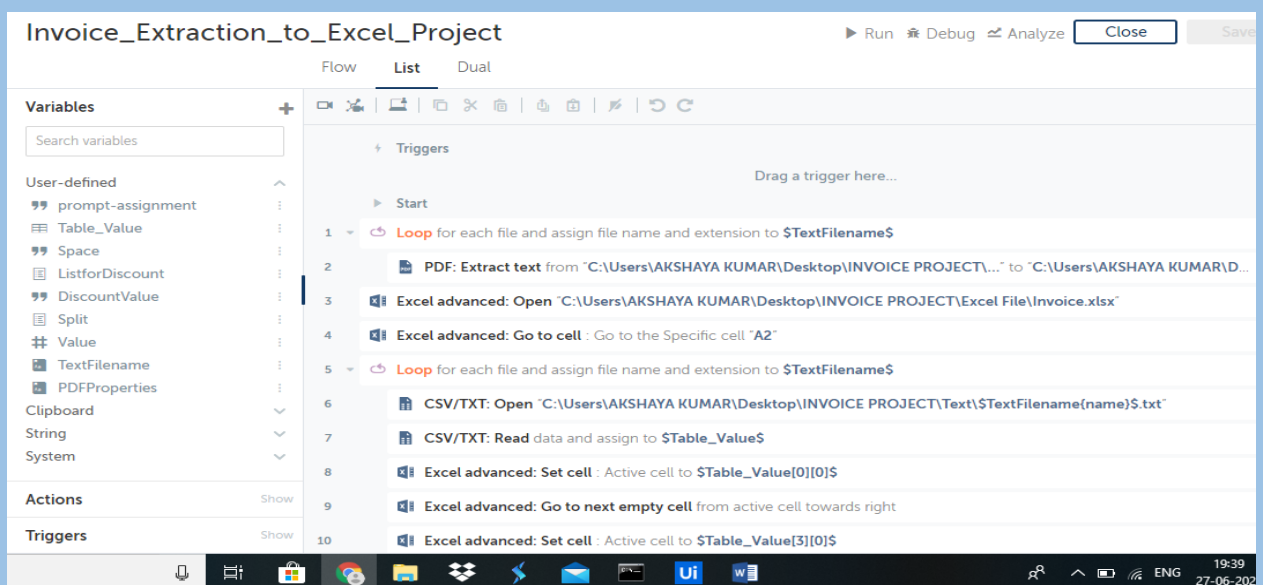 Invoice_Extraction_to_Excel_Project
Run Debug Analyze Close Save
Flow List Dual
Variables
Search variables
User-defined
prompt-assignment
Table_Value
Space
ListforDiscount
DiscountValue
Split
Value
TextFilename
PDFProperties
Clipboard
String
System
Actions Show
Triggers Show
Triggers
Drag a trigger here...
Start
1 Loop for each file and assign file name and extension to $TextFilename$
2 PDF: Extract text from "C:\Users\AKSHAYA KUMAR\Desktop\INVOICE PROJECT\..." to "C:\Users\AKSHAYA KUMAR\D...
3 Excel advanced: Open "C:\Users\AKSHAYA KUMAR\Desktop\INVOICE PROJECT\Excel File\Invoice.xlsx"
4 Excel advanced: Go to cell : Go to the Specific cell "A2"
5 Loop for each file and assign file name and extension to $TextFilename$
6 CSV/TXT: Open "C:\Users\AKSHAYA KUMAR\Desktop\INVOICE PROJECT\Text\$TextFilename{name}$.txt"
7 CSV/TXT: Read data and assign to $Table_Value$
8 Excel advanced: Set cell : Active cell to $Table_Value[0][0]$
9 Excel advanced: Go to next empty cell from active cell towards right
10 Excel advanced: Set cell : Active cell to $Table_Value[3][0]$
Ui
W
ENG
19:39
27-06-202